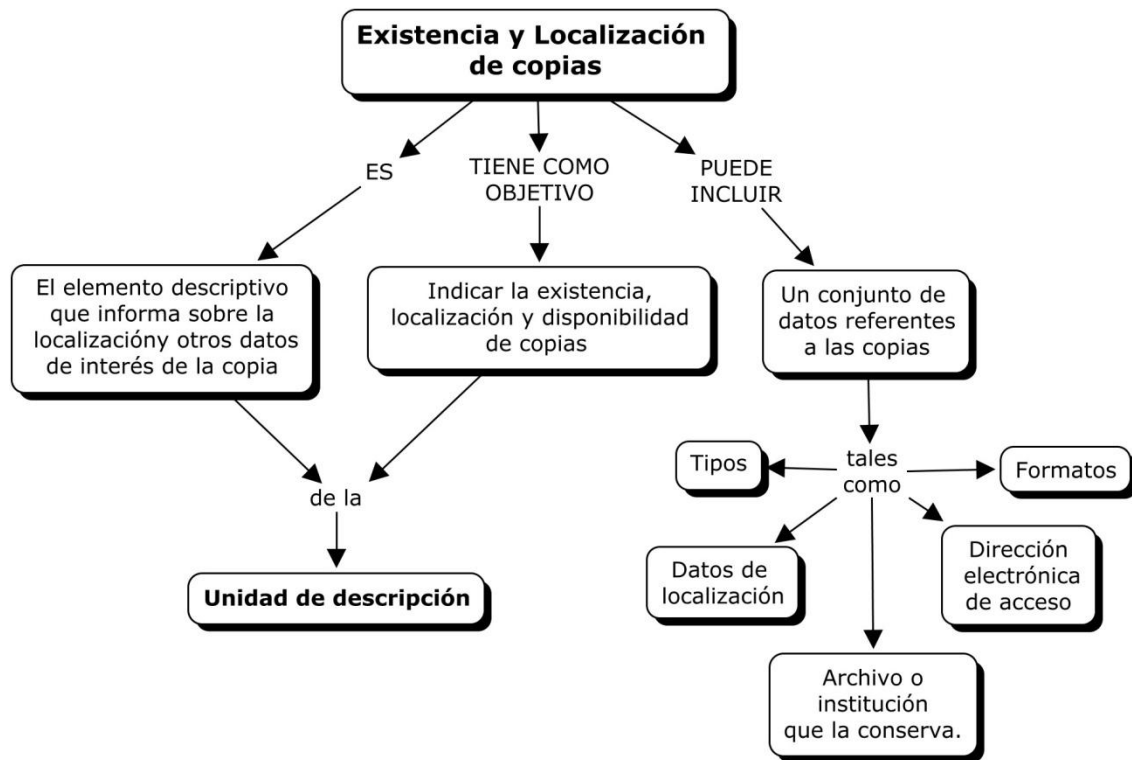 Existencia y Localización
de copias
ES
TIENE COMO
OBJETIVO
PUEDE
INCLUIR
El elemento descriptivo
que informa sobre la
localizacióny otros datos
de interés de la copia
Indicar la existencia,
localización y disponibilidad
de copias
Un conjunto de
datos referentes
a las copias
de la
Unidad de descripción
tales
como
Tipos
Formatos
Datos de
localización
Dirección
electrónica
de acceso
Archivo o
institución
que la conserva.